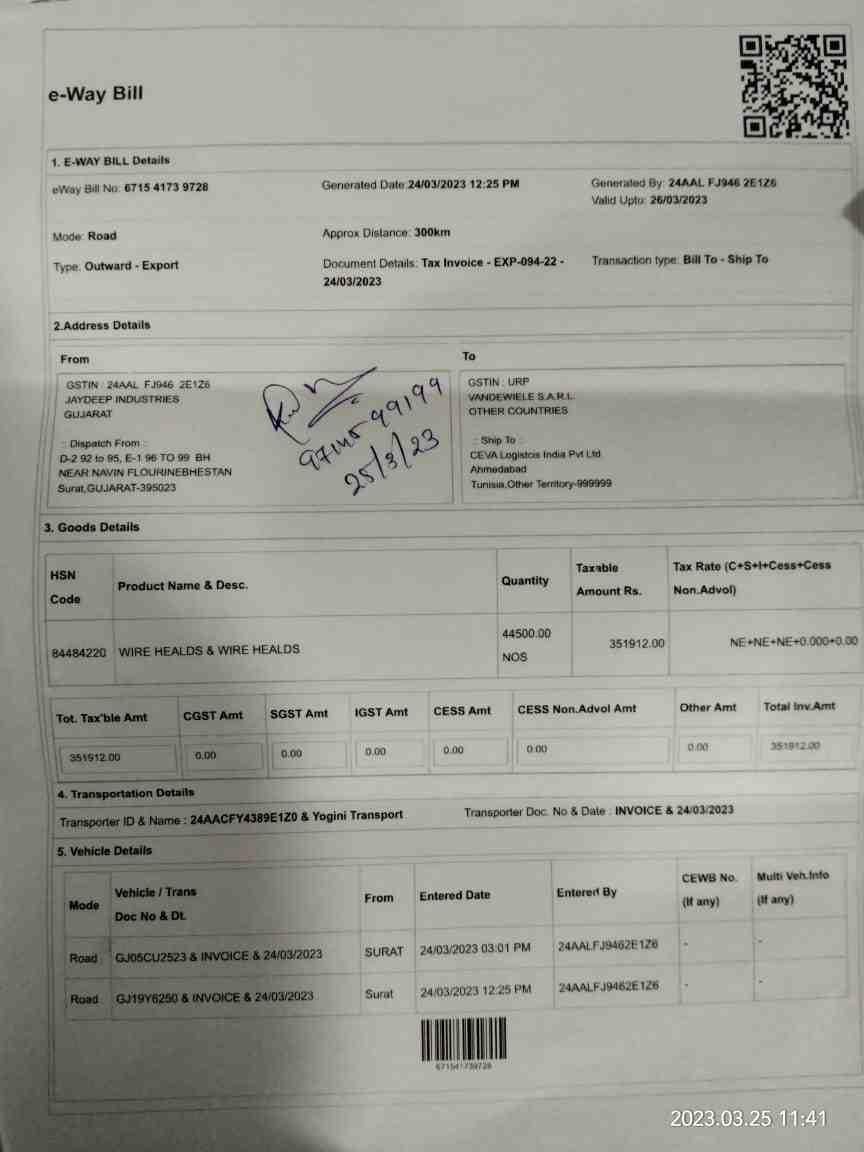 e-Way Bill
1. E-WAY BILL Details
eWay Bill No: 6715 4173 9728 Generated Date:24/03/2023 12:25 PM Generated By: 24AAL FJ946 2E1Z6
Valid Upto: 26/03/2023
Mode: Road Approx Distance: 300km
Type: Outward - Export Document Details: Tax Invoice - EXP-094-22 - Transaction type: Bill To - Ship To
24/03/2023
2.Address Details
From
GSTIN : 24AAL FJ946 2E1Z6
JAYDEEP INDUSTRIES
GUJARAT
:: Dispatch From ::
D-2 92 to 95, E-1 96 TO 99 BH
NEAR NAVIN FLOURINEBHESTAN
Surat,GUJARAT-395023
9714599199
25/3/23
To
GSTIN : URP
VANDEWIELE S.A.R.L.
OTHER COUNTRIES
:: Ship To ::
CEVA Logistcis India Pvt Ltd
Ahmedabad
Tunisia,Other Territory-999999
3. Goods Details
HSN Code Product Name & Desc. Quantity Taxable Amount Rs. Tax Rate (C+S+I+Cess+Cess Non.Advol)
84484220 WIRE HEALDS & WIRE HEALDS 44500.00 NOS 351912.00 NE+NE+NE+0.000+0.00
Tot. Tax'ble Amt CGST Amt SGST Amt IGST Amt CESS Amt CESS Non.Advol Amt Other Amt Total Inv.Amt
351912.00 0.00 0.00 0.00 0.00 0.00 0.00 351912.00
4. Transportation Details
Transporter ID & Name : 24AACFY4389E1Z0 & Yogini Transport Transporter Doc. No & Date : INVOICE & 24/03/2023
5. Vehicle Details
Mode Vehicle / Trans Doc No & Dt. From Entered Date Entered By CEWB No. (If any) Multi Veh.Info (If any)
Road GJ05CU2523 & INVOICE & 24/03/2023 SURAT 24/03/2023 03:01 PM 24AALFJ9462E1Z6 - -
Road GJ19Y6250 & INVOICE & 24/03/2023 Surat 24/03/2023 12:25 PM 24AALFJ9462E1Z6 - -
671541739728
2023.03.25 11:41